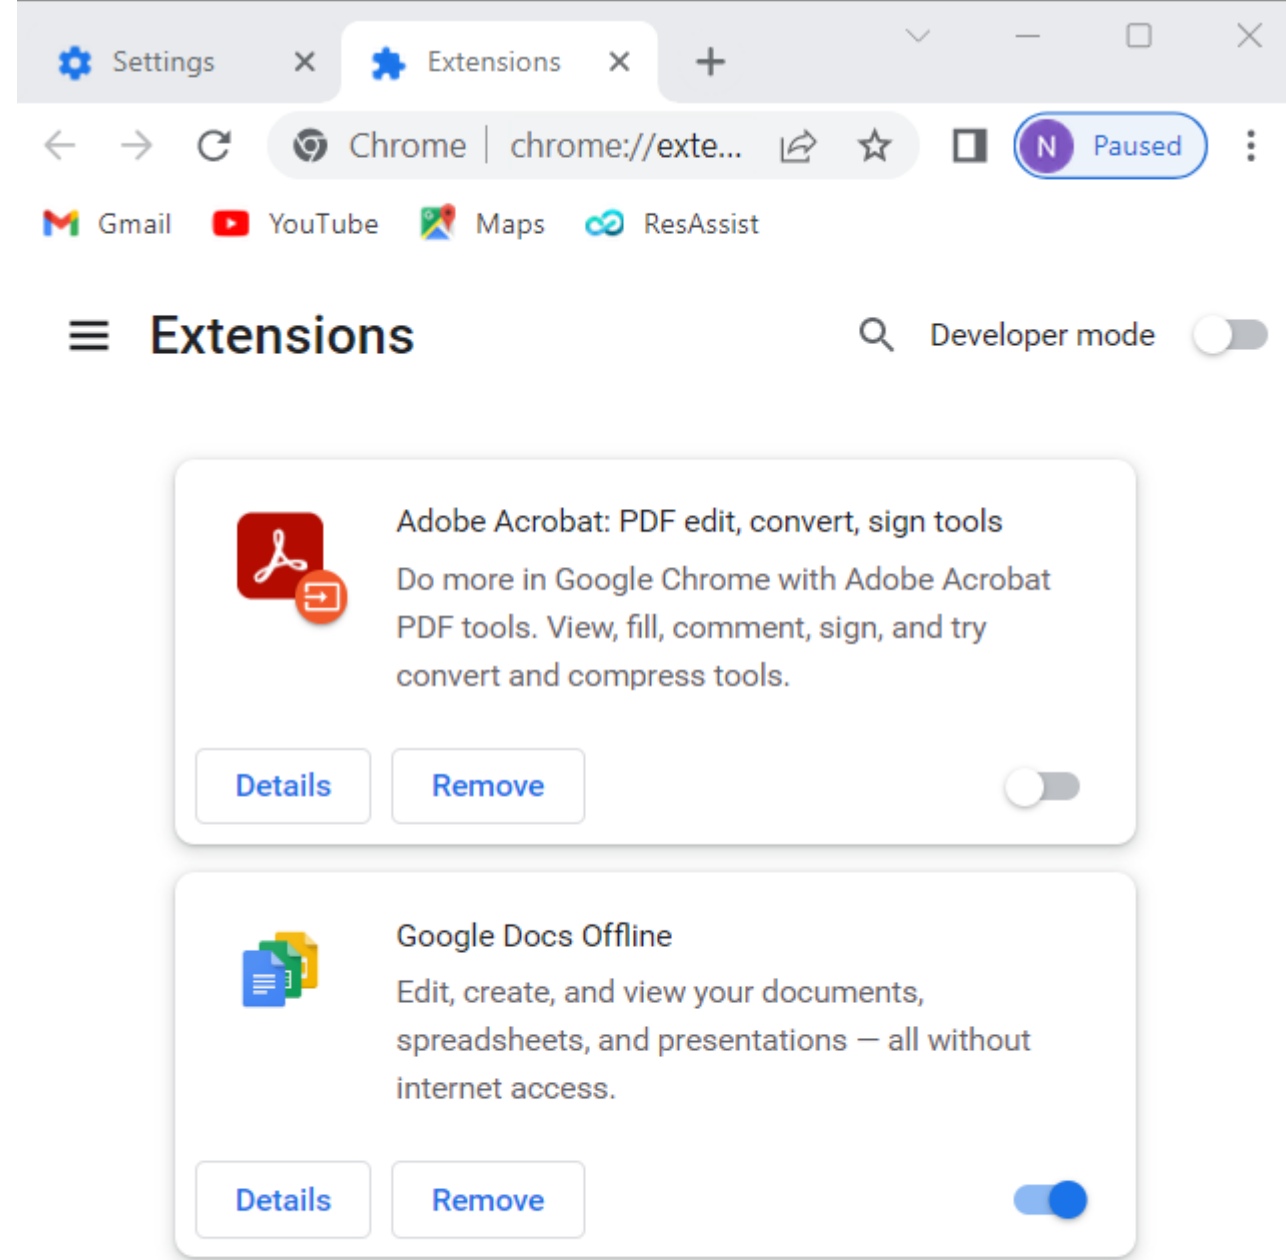 Settings
Extensions
Chrome
chrome://exte...
N
Paused
Gmail
YouTube
Maps
ResAssist
Extensions
Developer mode
Adobe Acrobat: PDF edit, convert, sign tools
Do more in Google Chrome with Adobe Acrobat
PDF tools. View, fill, comment, sign, and try
convert and compress tools.
Details
Remove
Google Docs Offline
Edit, create, and view your documents,
spreadsheets, and presentations — all without
internet access.
Details
Remove